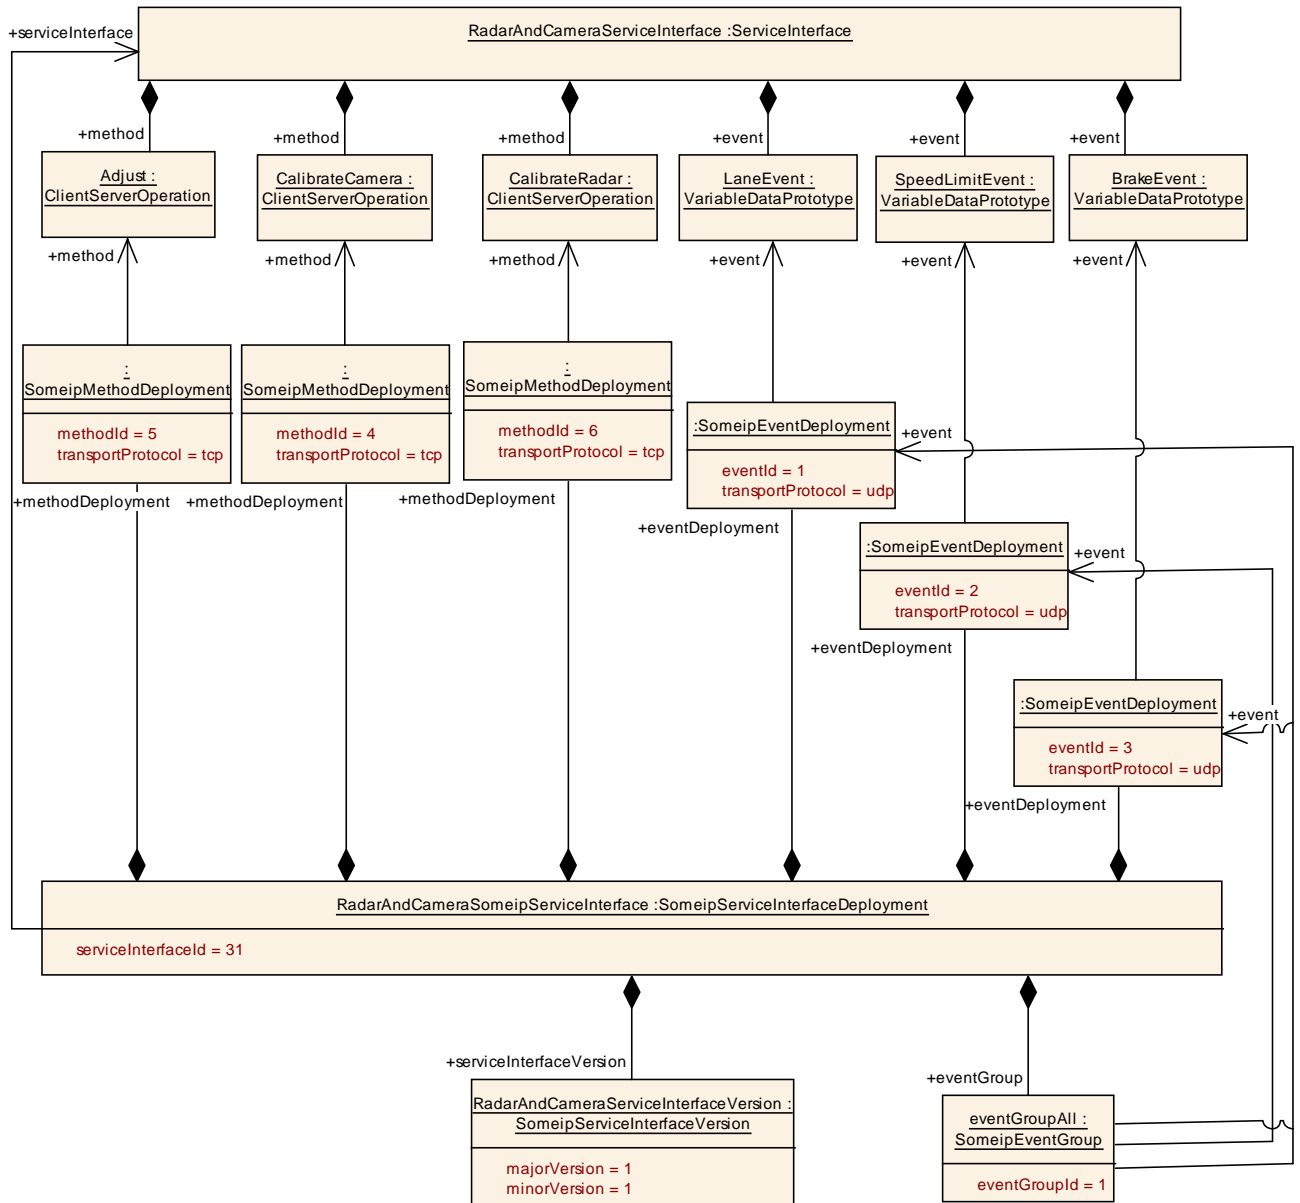 +serviceInterface
RadarAndCameraServiceInterface :ServiceInterface
+method
+method
+method
+event
+event
+event
Adjust :
ClientServerOperation
CalibrateCamera :
ClientServerOperation
CalibrateRadar :
ClientServerOperation
LaneEvent :
VariableDataPrototype
SpeedLimitEvent :
VariableDataPrototype
BrakeEvent :
VariableDataPrototype
+method
+method
+method
+event
+event
+event
:
SomeipMethodDeployment
methodId = 5
transportProtocol = tcp
+methodDeployment
:
SomeipMethodDeployment
methodId = 4
transportProtocol = tcp
+methodDeployment
:
SomeipMethodDeployment
methodId = 6
transportProtocol = tcp
+methodDeployment
:SomeipEventDeployment
+event
eventId = 1
transportProtocol = udp
+eventDeployment
:SomeipEventDeployment
+event
eventId = 2
transportProtocol = udp
+eventDeployment
:SomeipEventDeployment
+event
eventId = 3
transportProtocol = udp
+eventDeployment
RadarAndCameraSomeipServiceInterface :SomeipServiceInterfaceDeployment
serviceInterfaceId = 31
+serviceInterfaceVersion
+eventGroup
RadarAndCameraServiceInterfaceVersion :
SomeipServiceInterfaceVersion
majorVersion = 1
minorVersion = 1
eventGroupAll :
SomeipEventGroup
eventGroupId = 1